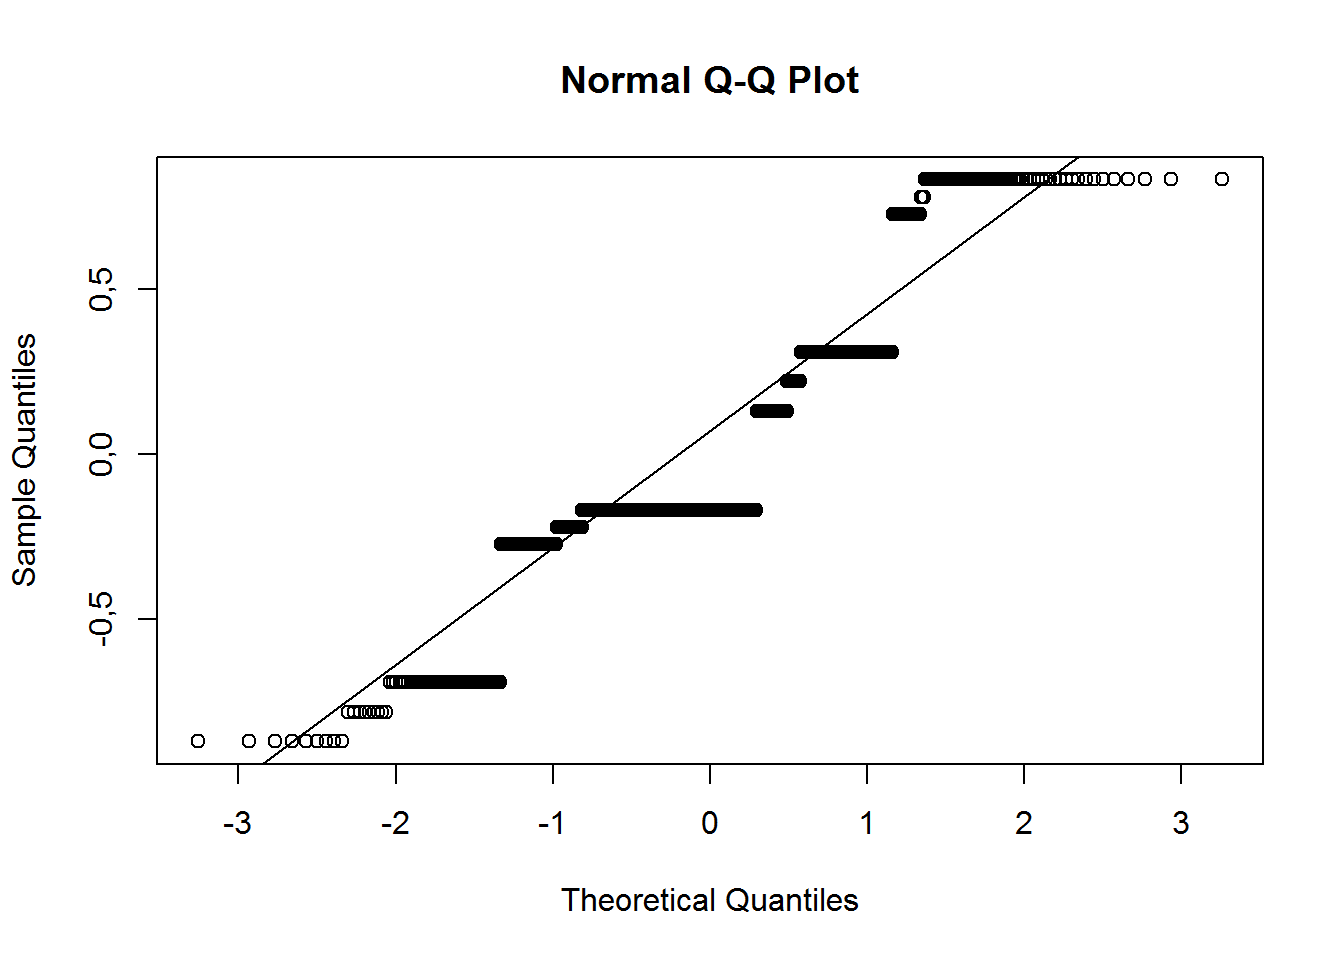 Normal Q-Q Plot
Sample Quantiles
0,5
0,0
-0,5
-3 -2 -1 0 1 2 3
Theoretical Quantiles